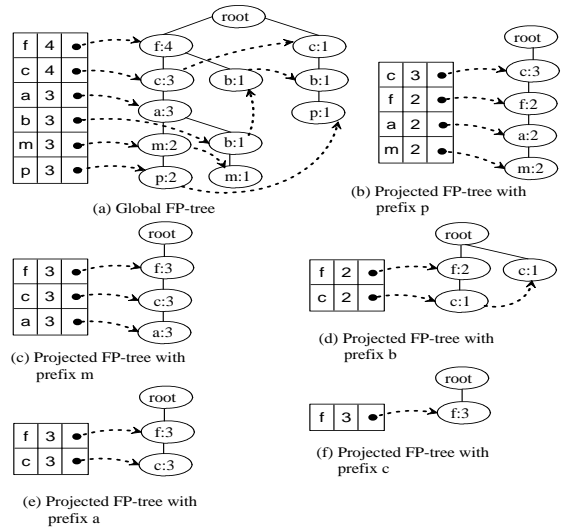 root
f 4
c 4
a 3
b 3
m 3
p 3
f:4
c:1
c:3
b:1
b:1
a:3
p:1
m:2
b:1
p:2
m:1
(a) Global FP-tree
root
c 3
f 2
a 2
m 2
c:3
f:2
a:2
m:2
(b) Projected FP-tree with
prefix p
root
f 3
c 3
a 3
f:3
c:3
a:3
(c) Projected FP-tree with
prefix m
root
f 2
c 2
f:2
c:1
c:1
(d) Projected FP-tree with
prefix b
root
f 3
c 3
f:3
c:3
(e) Projected FP-tree with
prefix a
root
f 3
f:3
(f) Projected FP-tree with
prefix c